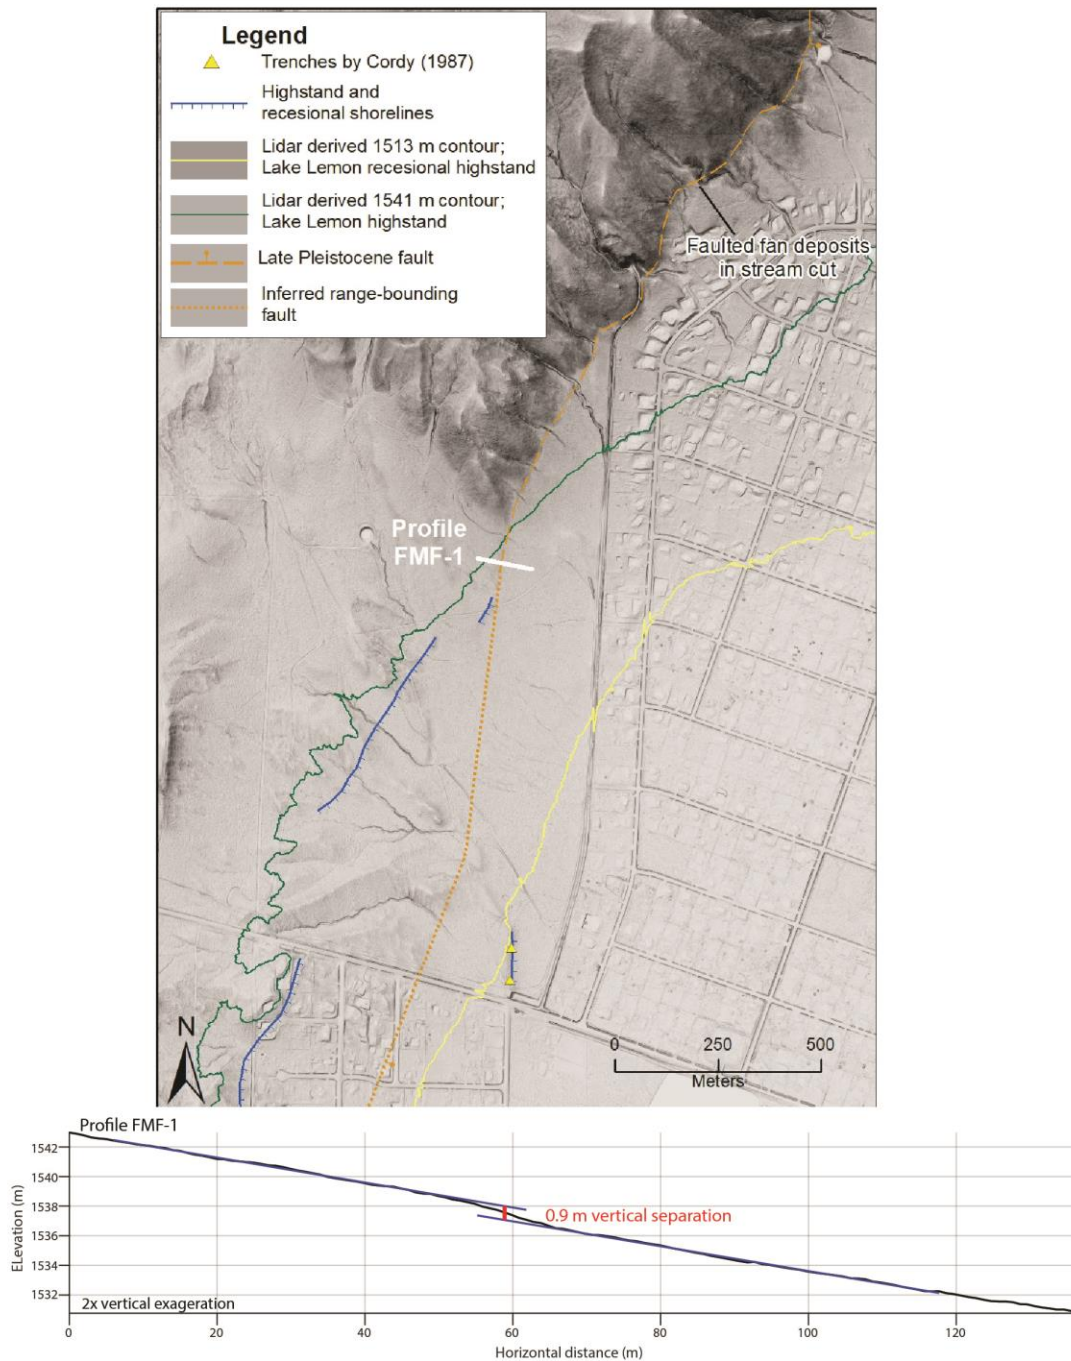 Legend
Trenches by Cordy (1987)
Highstand and
recesional shorelines
Lidar derived 1513 m contour;
Lake Lemon recesional highstand
Lidar derived 1541 m contour;
Lake Lemon highstand
Late Pleistocene fault
Inferred range-bounding
fault
Faulted fan deposits
in stream cut
Profile
FMF-1
N
0 250 500
Meters
Profile FMF-1
1542
1540
1538
1536
1534
1532
ELevation (m)
0.9 m vertical separation
2x vertical exageration
0 20 40 60 80 100 120
Horizontal distance (m)